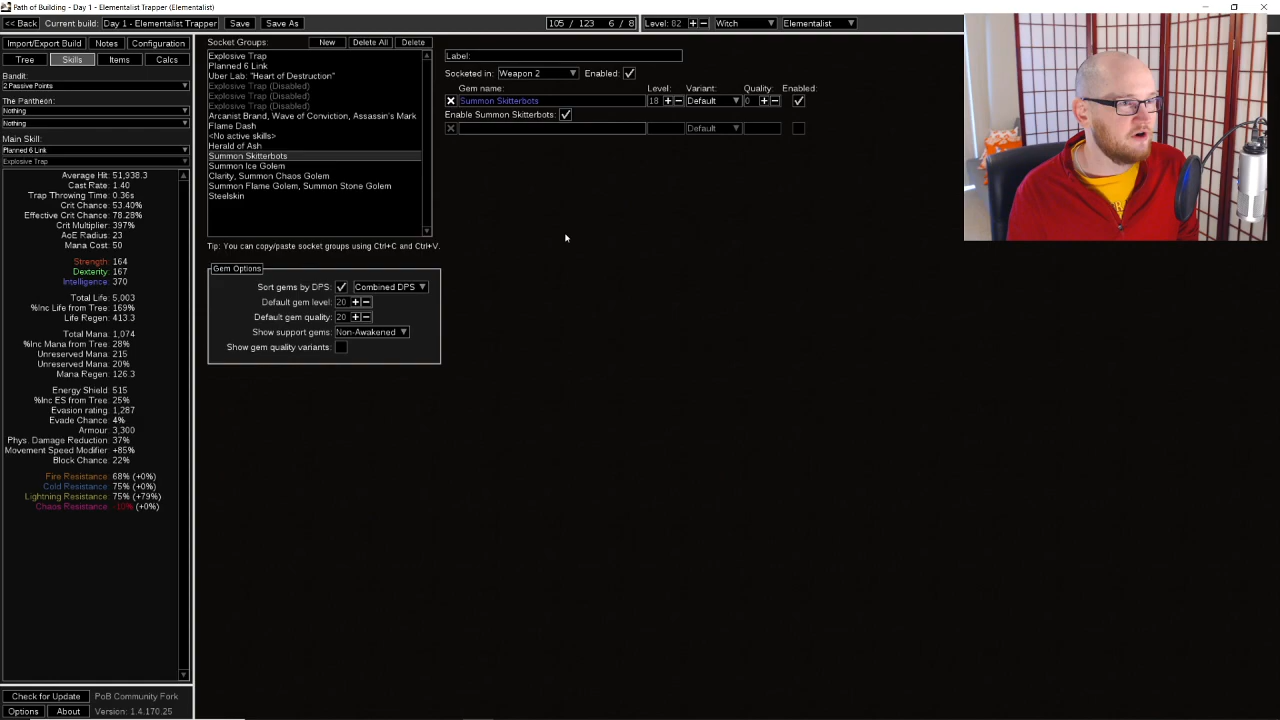 Path of Building - Day 1 - Elementalist Trapper (Elementalist)
<< Back Current build: Day 1 - Elementalist Trapper Save Save As 105 / 123 6 / 8 Level: 82 + - Witch Elementalist
Import/Export Build Notes Configuration
Tree Skills Items Calcs
Bandit:
2 Passive Points
The Pantheon:
Nothing
Nothing
Main Skill:
Planned 6 Link
Explosive Trap
Average Hit: 51,938.3
Cast Rate: 1.40
Trap Throwing Time: 0.36s
Crit Chance: 53.40%
Effective Crit Chance: 78.28%
Crit Multiplier: 397%
AoE Radius: 23
Mana Cost: 50
Strength: 164
Dexterity: 167
Intelligence: 370
Total Life: 5,003
%Inc Life from Tree: 169%
Life Regen: 413.3
Total Mana: 1,074
%Inc Mana from Tree: 28%
Unreserved Mana: 215
Unreserved Mana: 20%
Mana Regen: 126.3
Energy Shield: 515
%Inc ES from Tree: 25%
Evasion rating: 1,287
Evade Chance: 4%
Armour: 3,300
Phys. Damage Reduction: 37%
Movement Speed Modifier: +85%
Block Chance: 22%
Fire Resistance: 68% (+0%)
Cold Resistance: 75% (+0%)
Lightning Resistance: 75% (+79%)
Chaos Resistance: -10% (+0%)
Check for Update PoB Community Fork
Options About Version: 1.4.170.25
Socket Groups: New Delete All Delete
Explosive Trap
Planned 6 Link
Uber Lab: "Heart of Destruction"
Explosive Trap (Disabled)
Explosive Trap (Disabled)
Explosive Trap (Disabled)
Arcanist Brand, Wave of Conviction, Assassin's Mark
Flame Dash
<No active skills>
Herald of Ash
Summon Skitterbots
Summon Ice Golem
Clarity, Summon Chaos Golem
Summon Flame Golem, Summon Stone Golem
Steelskin
Tip: You can copy/paste socket groups using Ctrl+C and Ctrl+V.
Gem Options
Sort gems by DPS: Combined DPS
Default gem level: 20 + -
Default gem quality: 20 + -
Show support gems: Non-Awakened
Show gem quality variants:
Label:
Socketed in: Weapon 2 Enabled:
Gem name: Level: Variant: Quality: Enabled:
Summon Skitterbots 18 + - Default 0 + -
Enable Summon Skitterbots:
Default